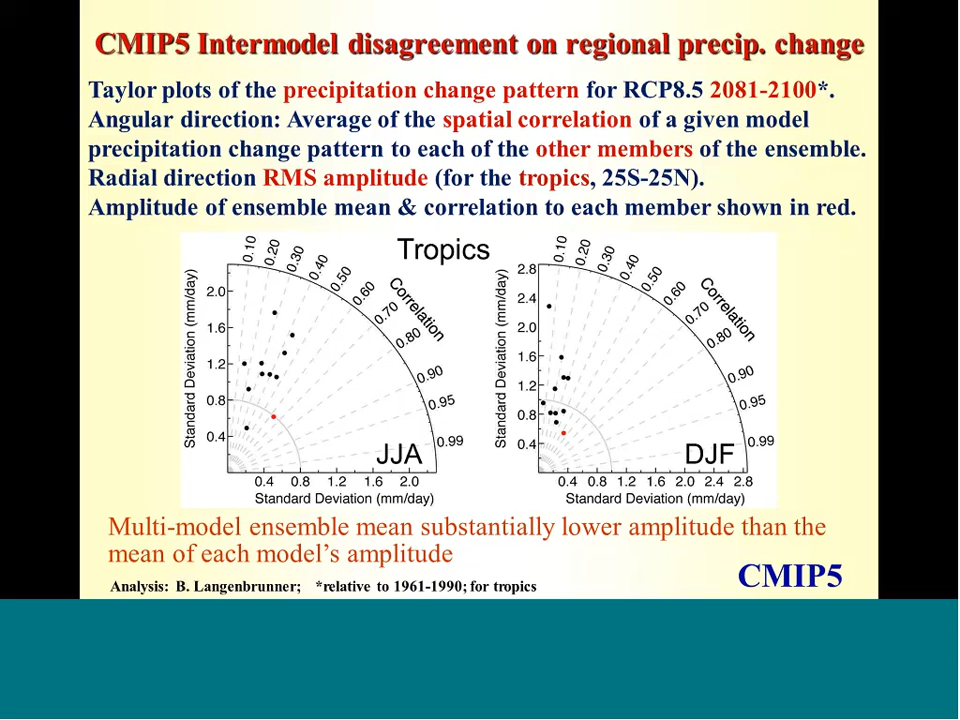 CMIP5 Intermodel disagreement on regional precip. change
Taylor plots of the precipitation change pattern for RCP8.5 2081-2100*.
Angular direction: Average of the spatial correlation of a given model
precipitation change pattern to each of the other members of the ensemble.
Radial direction RMS amplitude (for the tropics, 25S-25N).
Amplitude of ensemble mean & correlation to each member shown in red.
Tropics
0.10
0.20
0.30
0.40
0.50
0.60
0.70
0.80
0.90
0.95
0.99
Correlation
Standard Deviation (mm/day)
2.0
1.6
1.2
0.8
0.4
JJA
0.4 0.8 1.2 1.6 2.0
Standard Deviation (mm/day)
0.10
0.20
0.30
0.40
0.50
0.60
0.70
0.80
0.90
0.95
0.99
Correlation
Standard Deviation (mm/day)
2.8
2.4
2.0
1.6
1.2
0.8
0.4
DJF
0.4 0.8 1.2 1.6 2.0 2.4 2.8
Standard Deviation (mm/day)
Multi-model ensemble mean substantially lower amplitude than the
mean of each model's amplitude
CMIP5
Analysis: B. Langenbrunner; *relative to 1961-1990; for tropics